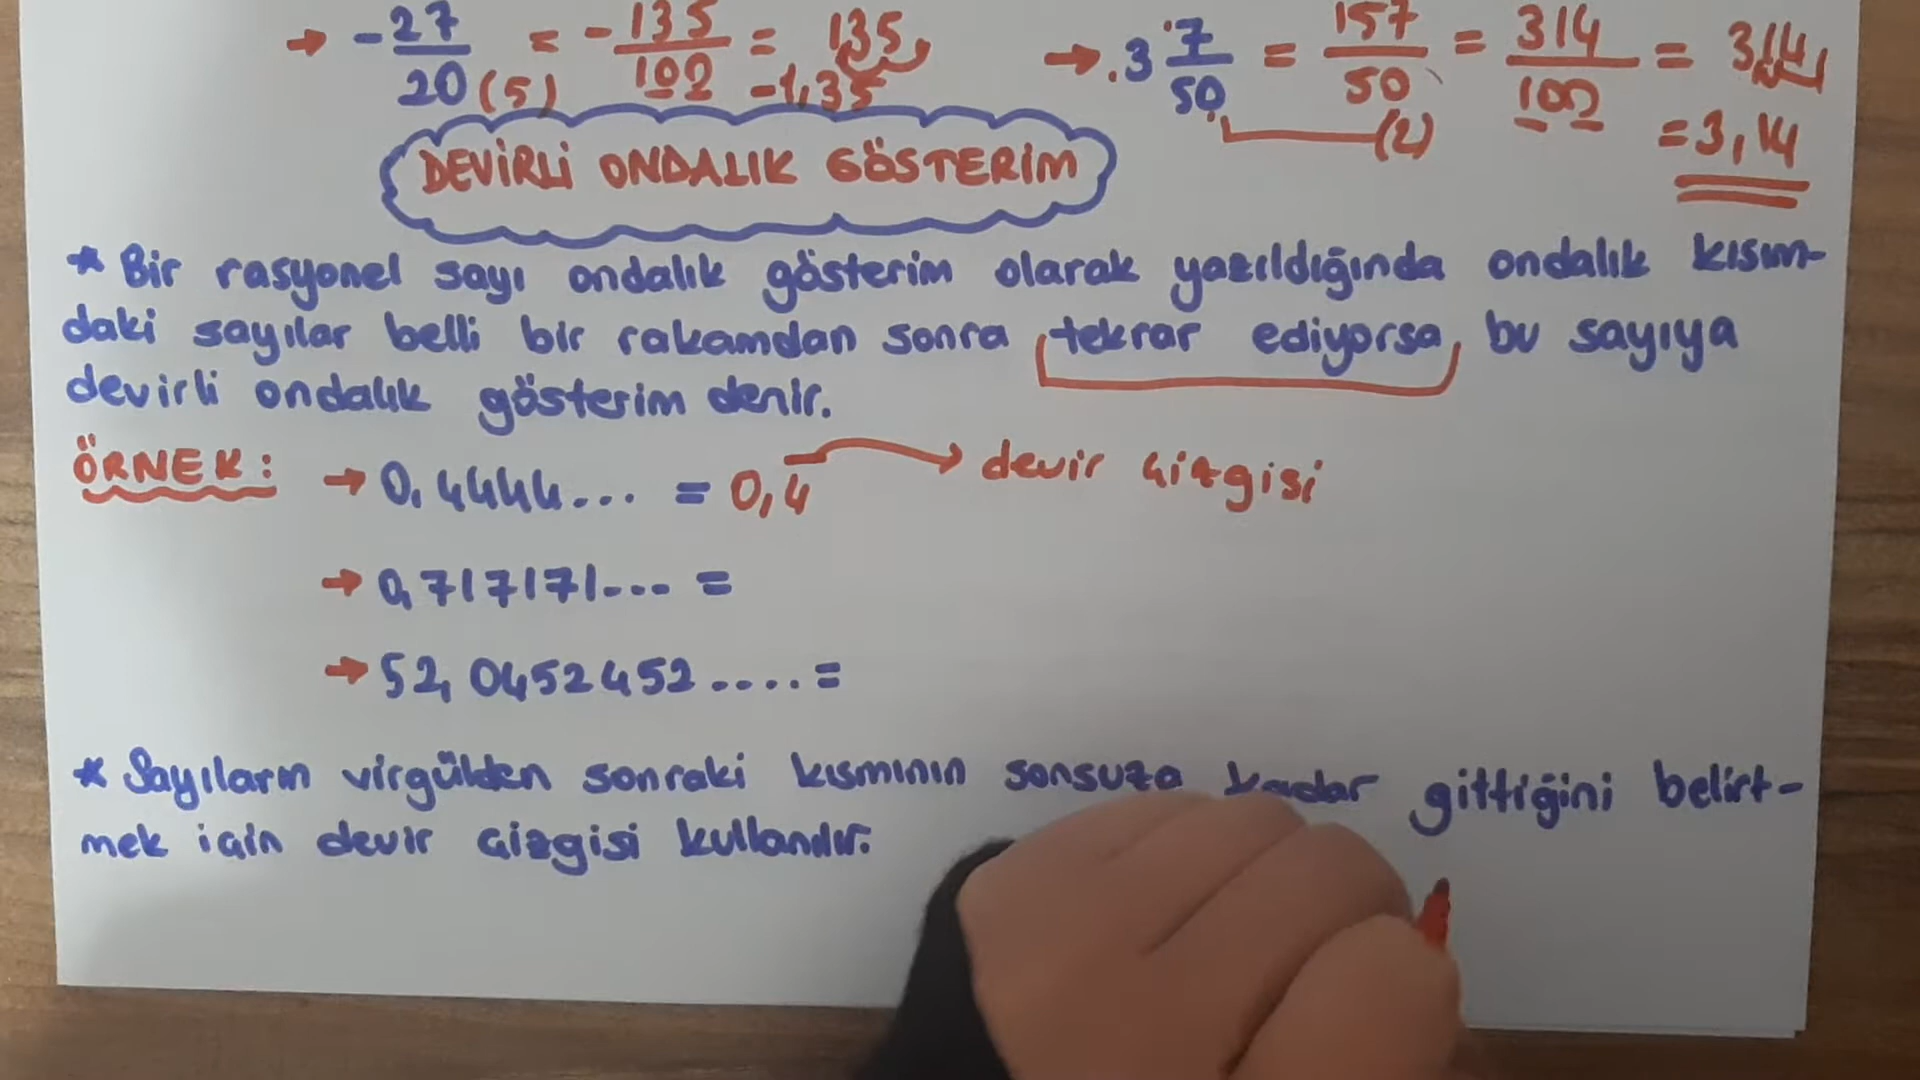 → -27/20 (5) = -135/100 = 135 -1,35
→ .3 7/50 = 157/50 (2) = 314/100 = 314
= 3,14
DEVİRLİ ONDALIK GÖSTERİM
* Bir rasyonel sayı ondalık gösterim olarak yazıldığında ondalık kısım-
daki sayılar belli bir rakamdan sonra tekrar ediyorsa bu sayıya
devirli ondalık gösterim denir.
ÖRNEK: → 0,4444... = 0,4̅ → devir çizgisi
→ 0,717171... =
→ 52,0452452.... =
* Sayıların virgülden sonraki kısmının sonsuza kadar gittiğini belirt-
mek için devir çizgisi kullanılır.